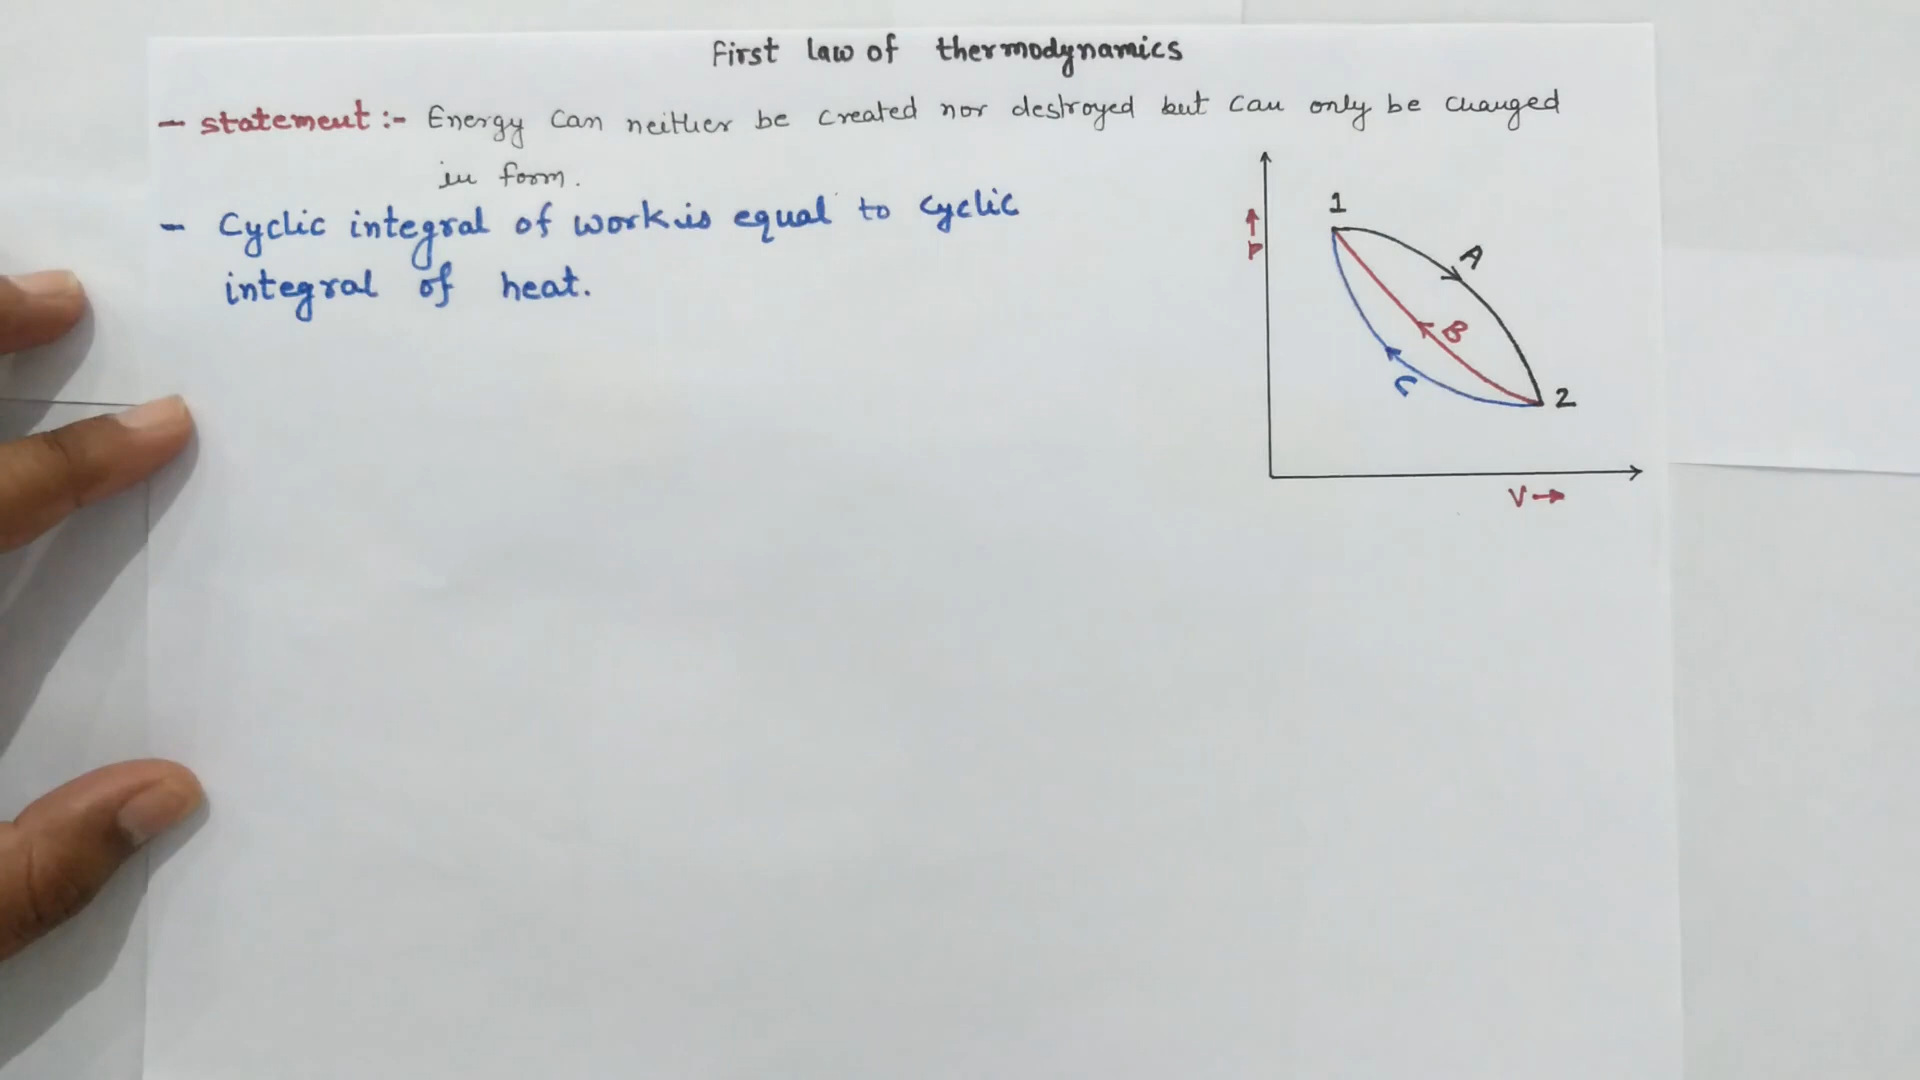 First law of thermodynamics
- statement :- Energy can neither be created nor destroyed but can only be changed
in form.
- Cyclic integral of work is equal to cyclic
integral of heat.
1
A
P
B
C
2
V